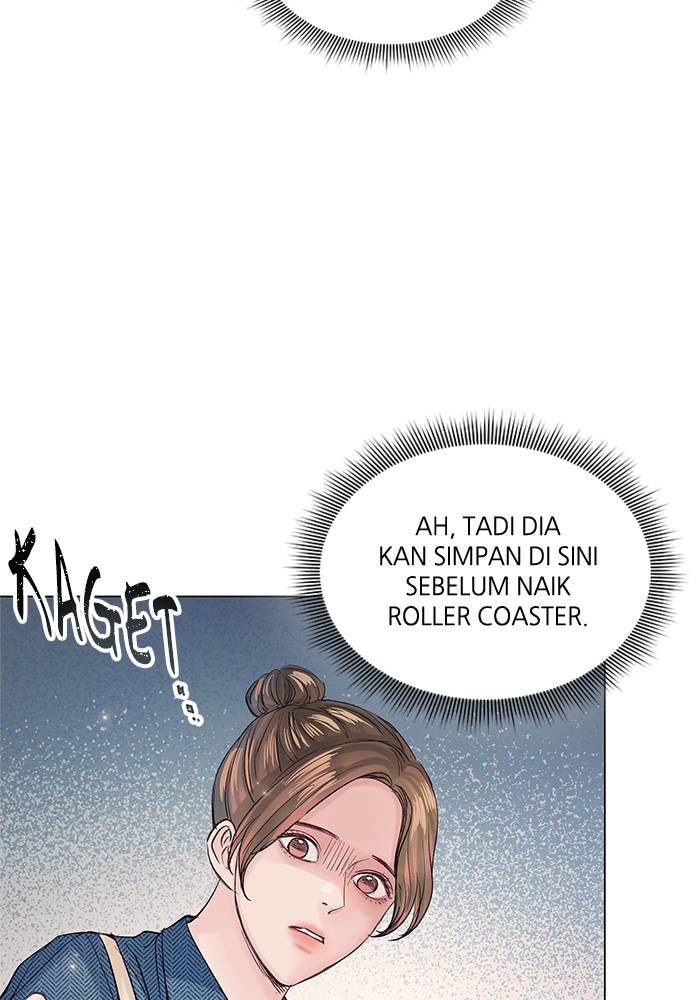 AH, TADI DIA
KAN SIMPAN DI SINI
SEBELUM NAIK
ROLLER COASTER.
KAGET